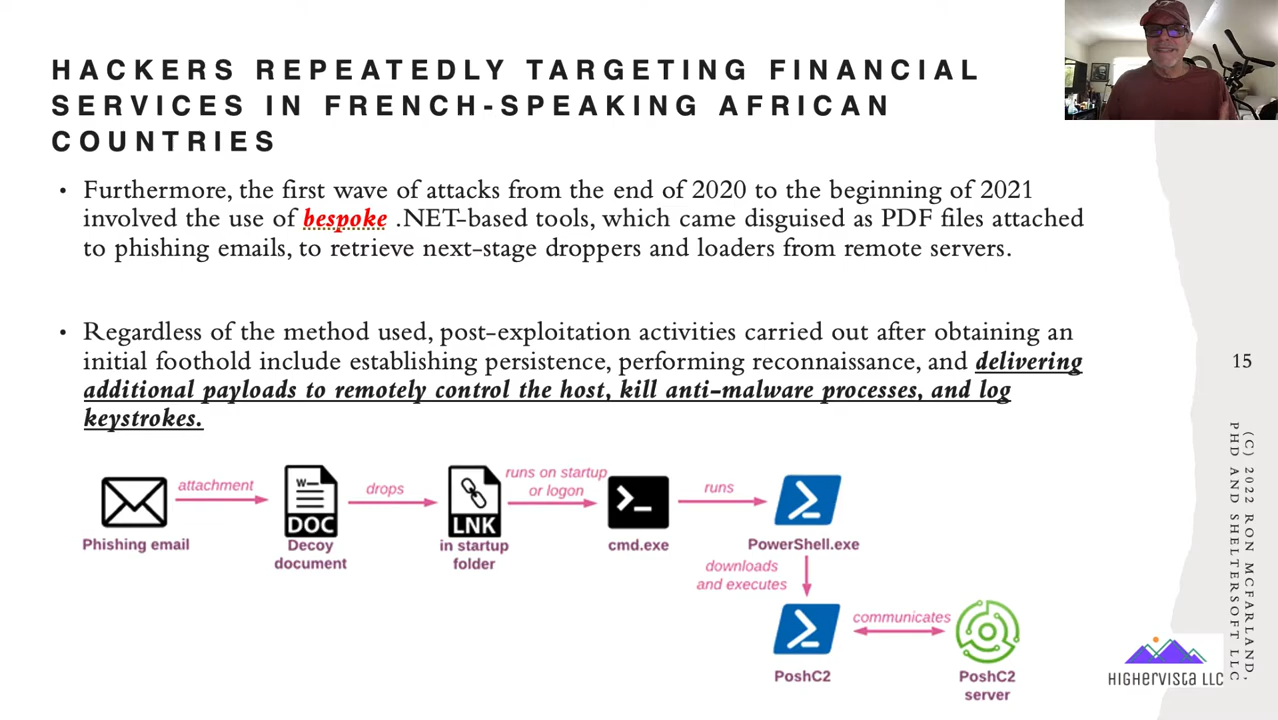 HACKERS REPEATEDLY TARGETING FINANCIAL
SERVICES IN FRENCH-SPEAKING AFRICAN
COUNTRIES
• Furthermore, the first wave of attacks from the end of 2020 to the beginning of 2021
involved the use of bespoke .NET-based tools, which came disguised as PDF files attached
to phishing emails, to retrieve next-stage droppers and loaders from remote servers.
• Regardless of the method used, post-exploitation activities carried out after obtaining an
initial foothold include establishing persistence, performing reconnaissance, and delivering
additional payloads to remotely control the host, kill anti-malware processes, and log
keystrokes.
15
(C) 2022 RON MCFARLAND,
PHD AND SHELTERSOFT LLC
attachment
drops
runs on startup
or logon
runs
W
DOC
LNK
Phishing email
Decoy
document
in startup
folder
cmd.exe
PowerShell.exe
downloads
and executes
communicates
PoshC2
PoshC2
server
HIGHERVISTA LLC